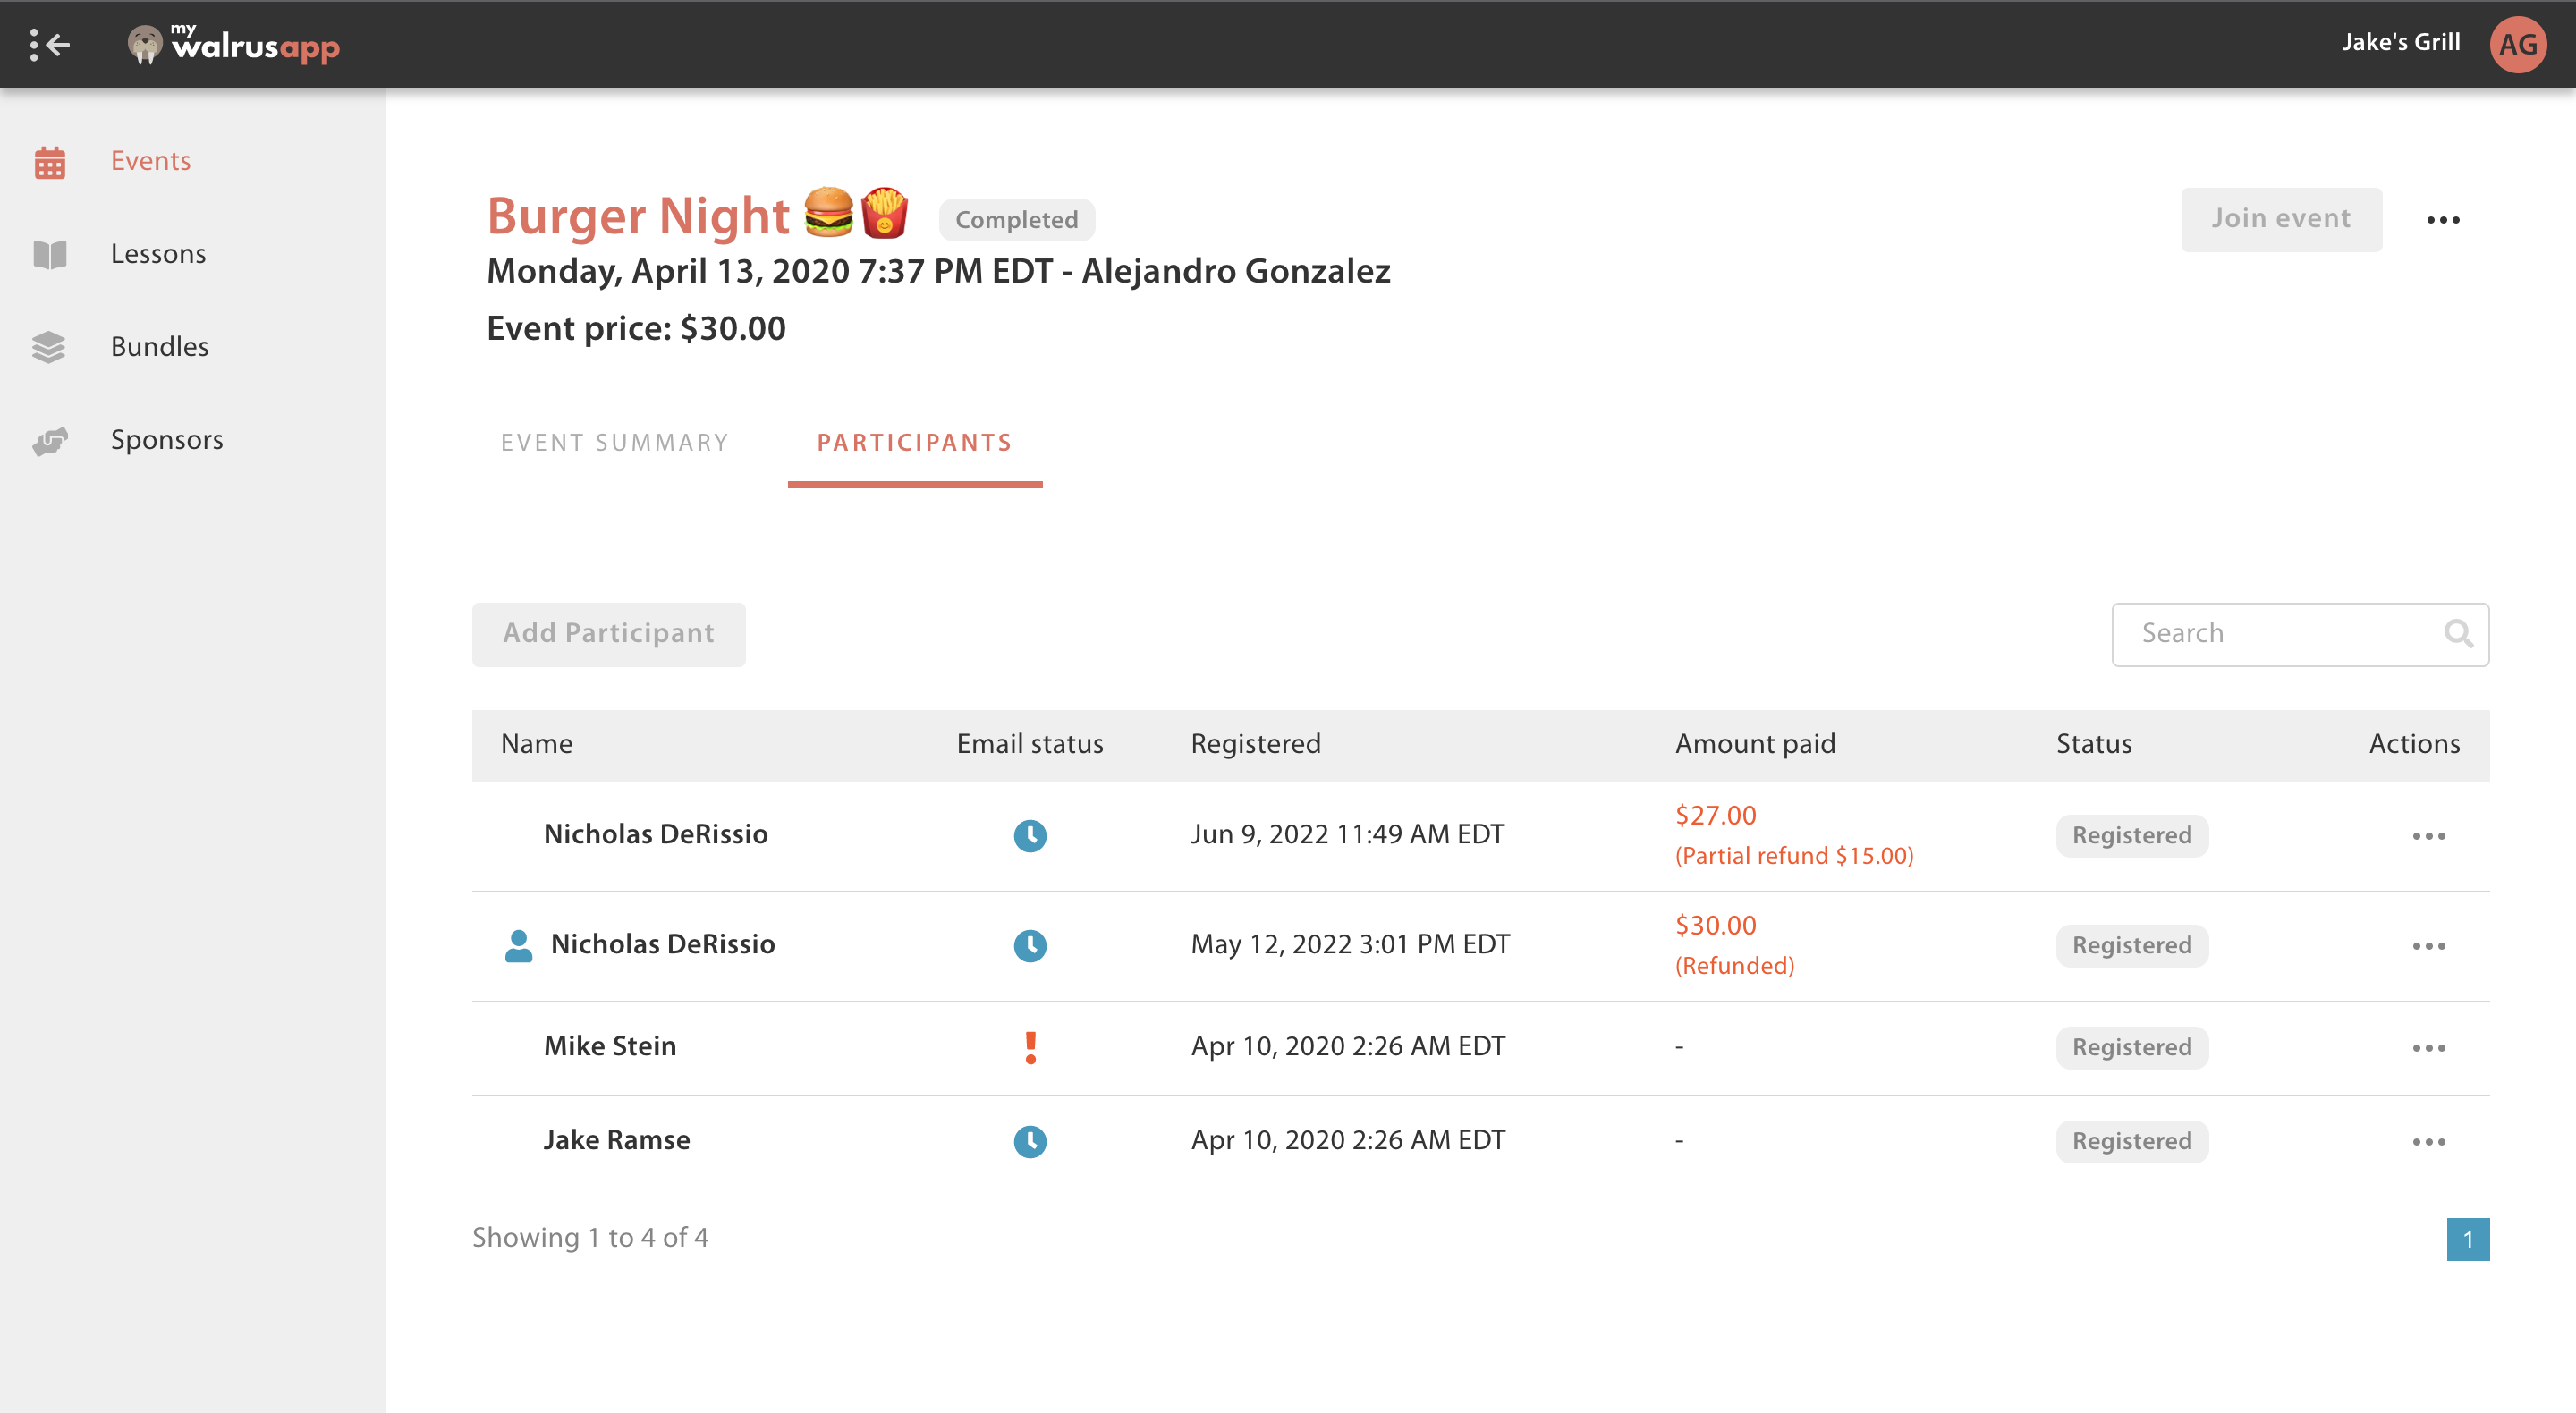 my
walrusapp
Jake's Grill
AG
Events
Lessons
Bundles
Sponsors
Burger Night 🍔🍟 Completed
Join event
Monday, April 13, 2020 7:37 PM EDT - Alejandro Gonzalez
Event price: $30.00
EVENT SUMMARY PARTICIPANTS
Add Participant
Search
Name Email status Registered Amount paid Status Actions
Nicholas DeRissio Jun 9, 2022 11:49 AM EDT $27.00 Registered
(Partial refund $15.00)
Nicholas DeRissio May 12, 2022 3:01 PM EDT $30.00 Registered
(Refunded)
Mike Stein Apr 10, 2020 2:26 AM EDT - Registered
Jake Ramse Apr 10, 2020 2:26 AM EDT - Registered
Showing 1 to 4 of 4
1